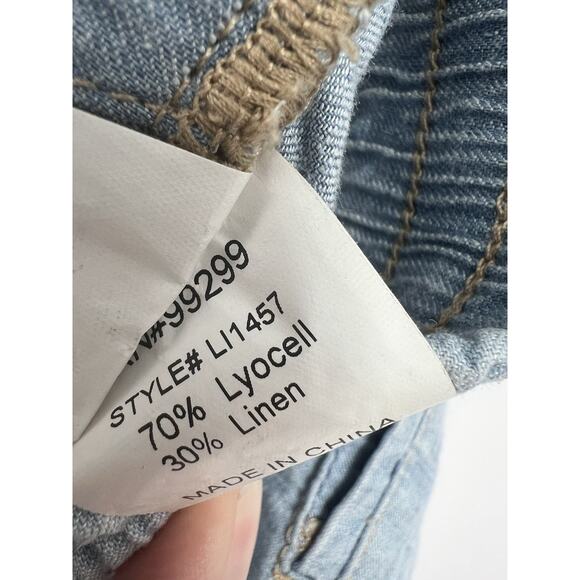 N#99299
STYLE# LI1457
70% Lyocell
30% Linen
MADE IN CHINA